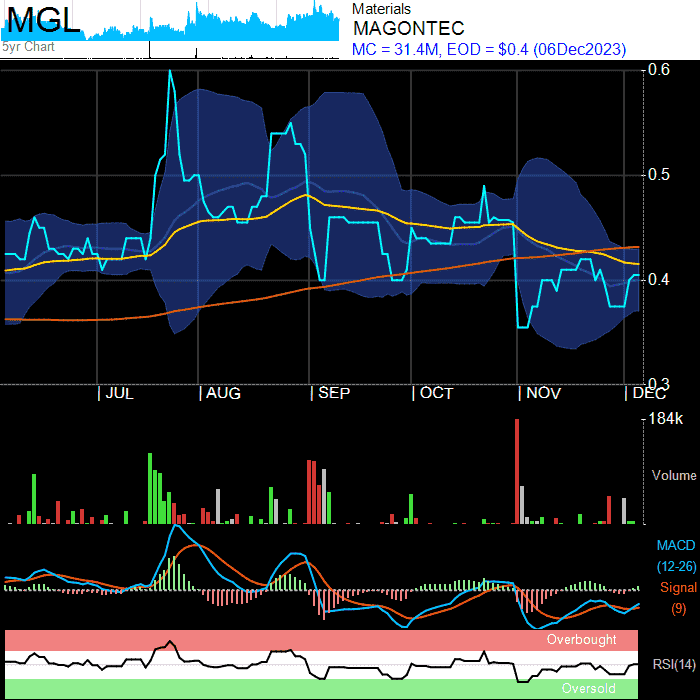 MGL
5yr Chart
Materials
MAGONTEC
MC = 31.4M, EOD = $0.4 (06Dec2023)
0.6
0.5
0.4
0.3
| JUL | AUG | SEP | OCT | NOV | DEC
184k
Volume
MACD
(12-26)
Signal
(9)
Overbought
RSI(14)
Oversold